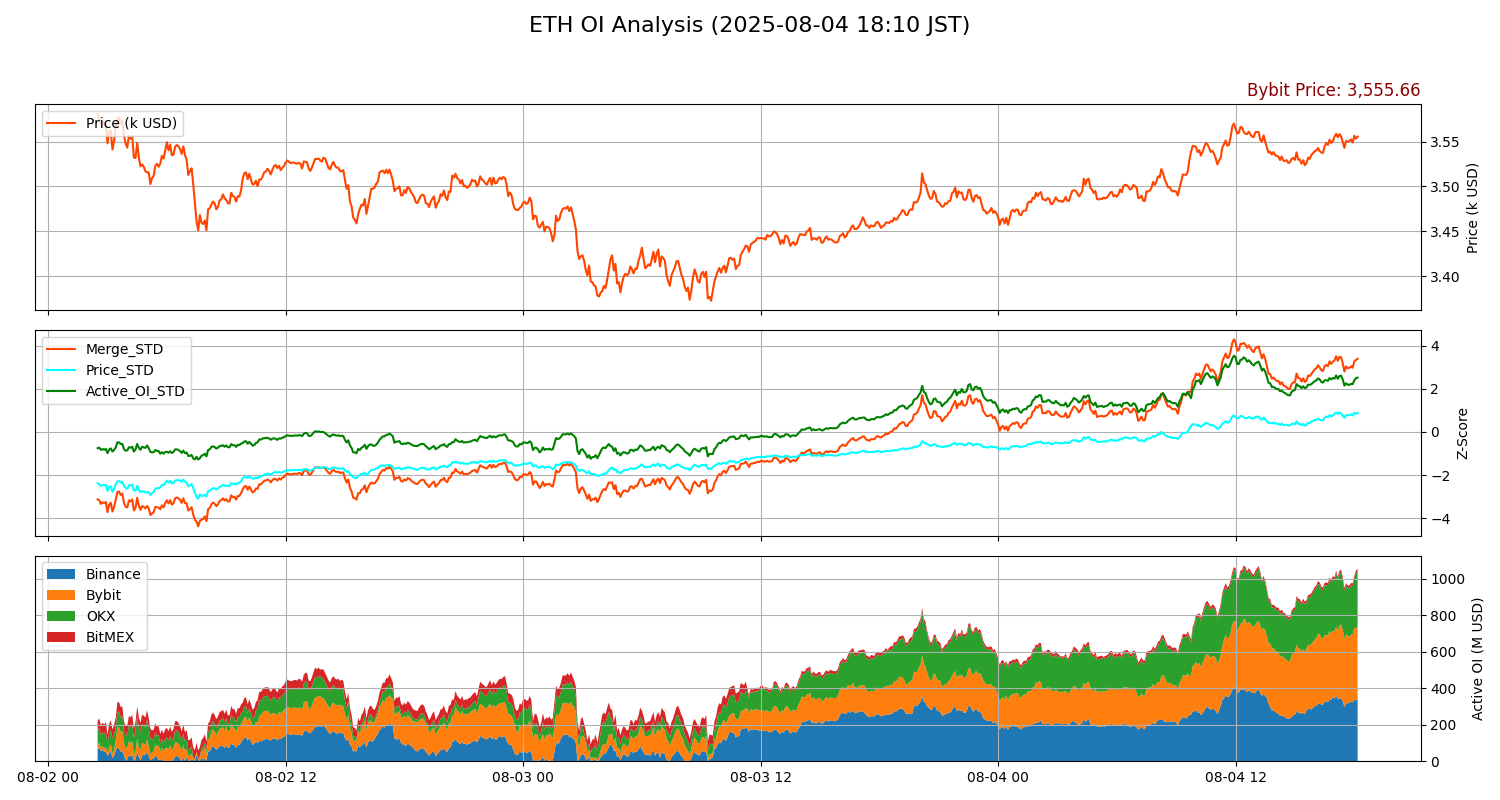 ETH OI Analysis (2025-08-04 18:10 JST)
Bybit Price: 3,555.66
Price (k USD)
3.55
3.50
3.45
3.40
Price (k USD)
Merge_STD
Price_STD
Active_OI_STD
4
2
0
−2
−4
Z-Score
Binance
Bybit
OKX
BitMEX
1000
800
600
400
200
0
Active OI (M USD)
08-02 00
08-02 12
08-03 00
08-03 12
08-04 00
08-04 12